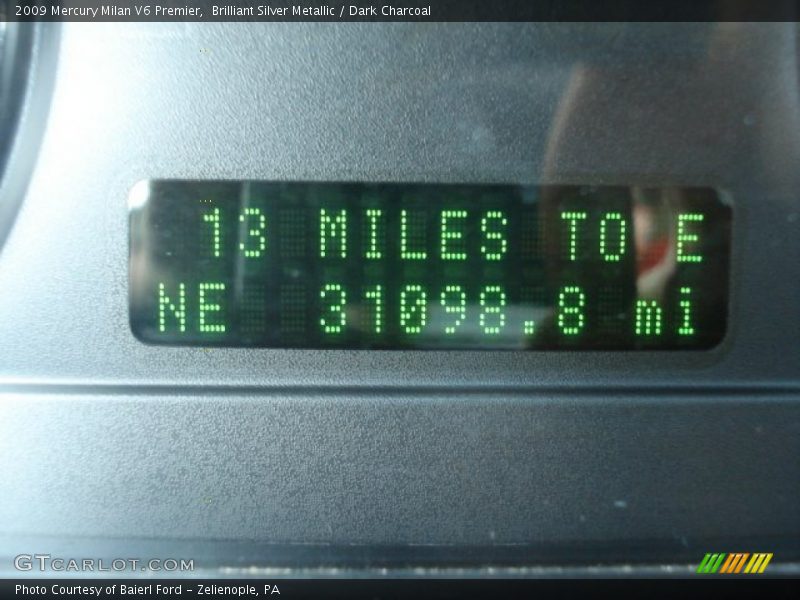 2009 Mercury Milan V6 Premier,  Brilliant Silver Metallic / Dark Charcoal
13 MILES TO E
NE 31098.8 mi
GTCARLOT.COM
Photo Courtesy of Baierl Ford - Zelienople, PA